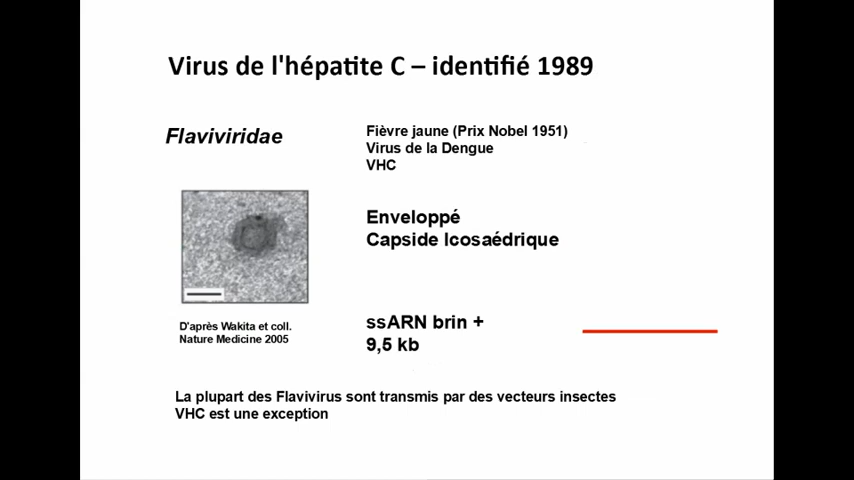 Virus de l'hépatite C – identifié 1989
Flaviviridae
Fièvre jaune (Prix Nobel 1951)
Virus de la Dengue
VHC
Enveloppé
Capside Icosaédrique
D'après Wakita et coll.
Nature Medicine 2005
ssARN brin +
9,5 kb
La plupart des Flavivirus sont transmis par des vecteurs insectes
VHC est une exception